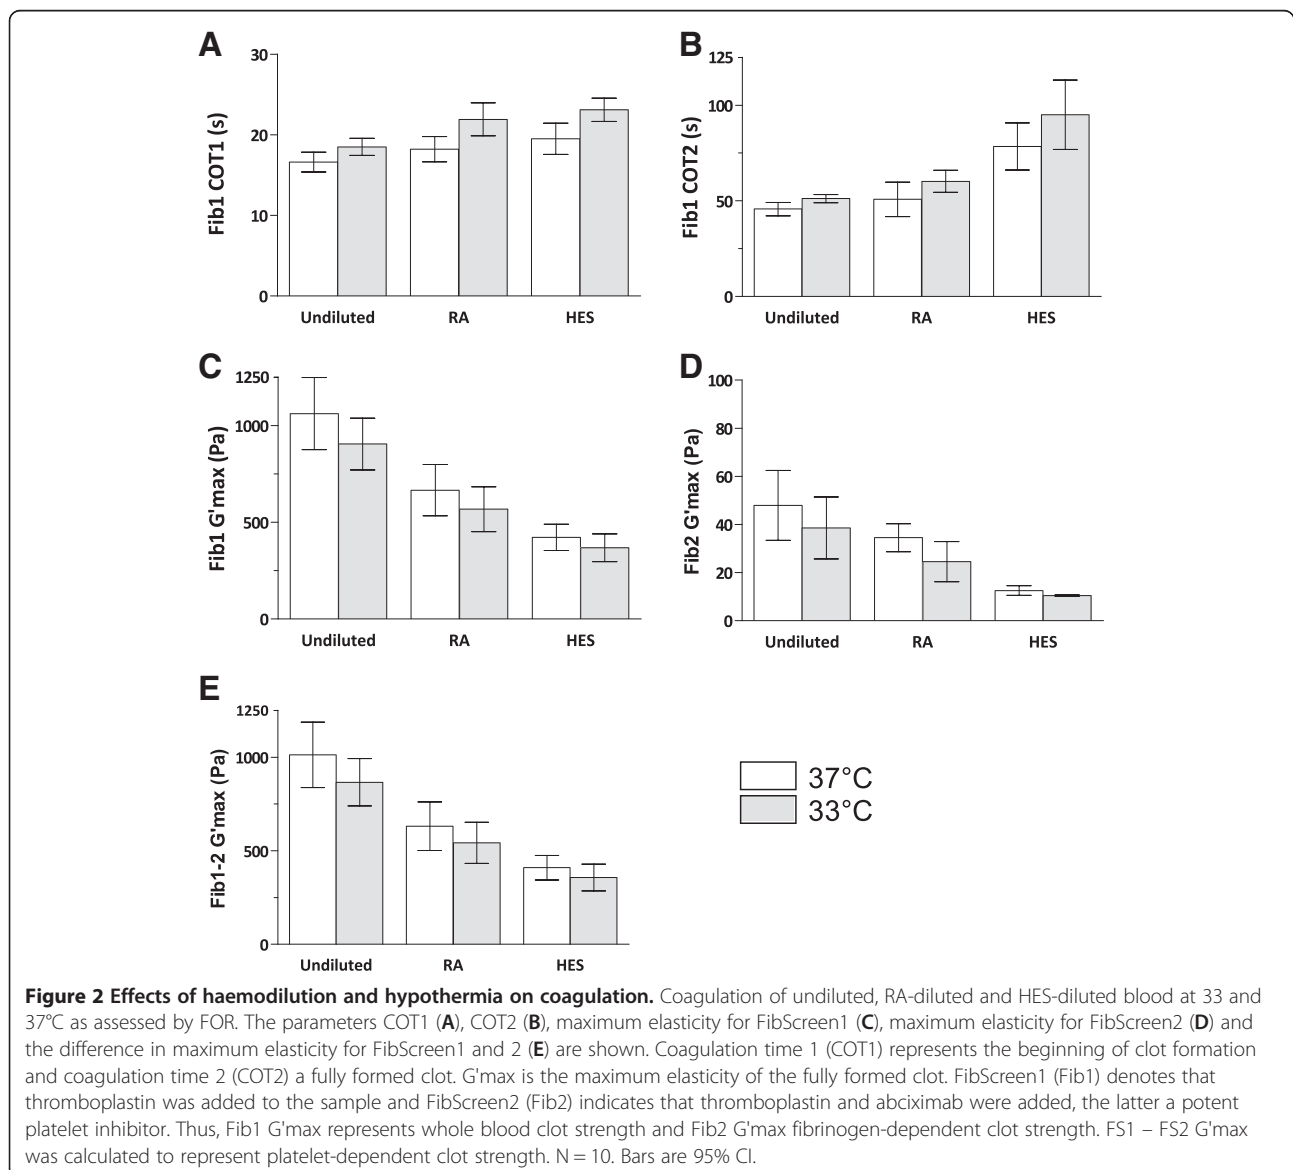 A
Fib1 COT1 (s)
30
20
10
0
Undiluted RA HES
B
Fib1 COT2 (s)
125
100
50
0
Undiluted RA HES
C
Fib1 G'max (Pa)
1250
1000
500
0
Undiluted RA HES
D
Fib2 G'max (Pa)
100
80
60
40
20
0
Undiluted RA HES
E
Fib1-2 G'max (Pa)
1250
1000
500
0
Undiluted RA HES
37°C
33°C
Figure 2 Effects of haemodilution and hypothermia on coagulation. Coagulation of undiluted, RA-diluted and HES-diluted blood at 33 and
37°C as assessed by FOR. The parameters COT1 (A), COT2 (B), maximum elasticity for FibScreen1 (C), maximum elasticity for FibScreen2 (D) and
the difference in maximum elasticity for FibScreen1 and 2 (E) are shown. Coagulation time 1 (COT1) represents the beginning of clot formation
and coagulation time 2 (COT2) a fully formed clot. G'max is the maximum elasticity of the fully formed clot. FibScreen1 (Fib1) denotes that
thromboplastin was added to the sample and FibScreen2 (Fib2) indicates that thromboplastin and abciximab were added, the latter a potent
platelet inhibitor. Thus, Fib1 G'max represents whole blood clot strength and Fib2 G'max fibrinogen-dependent clot strength. FS1 – FS2 G'max
was calculated to represent platelet-dependent clot strength. N = 10. Bars are 95% CI.